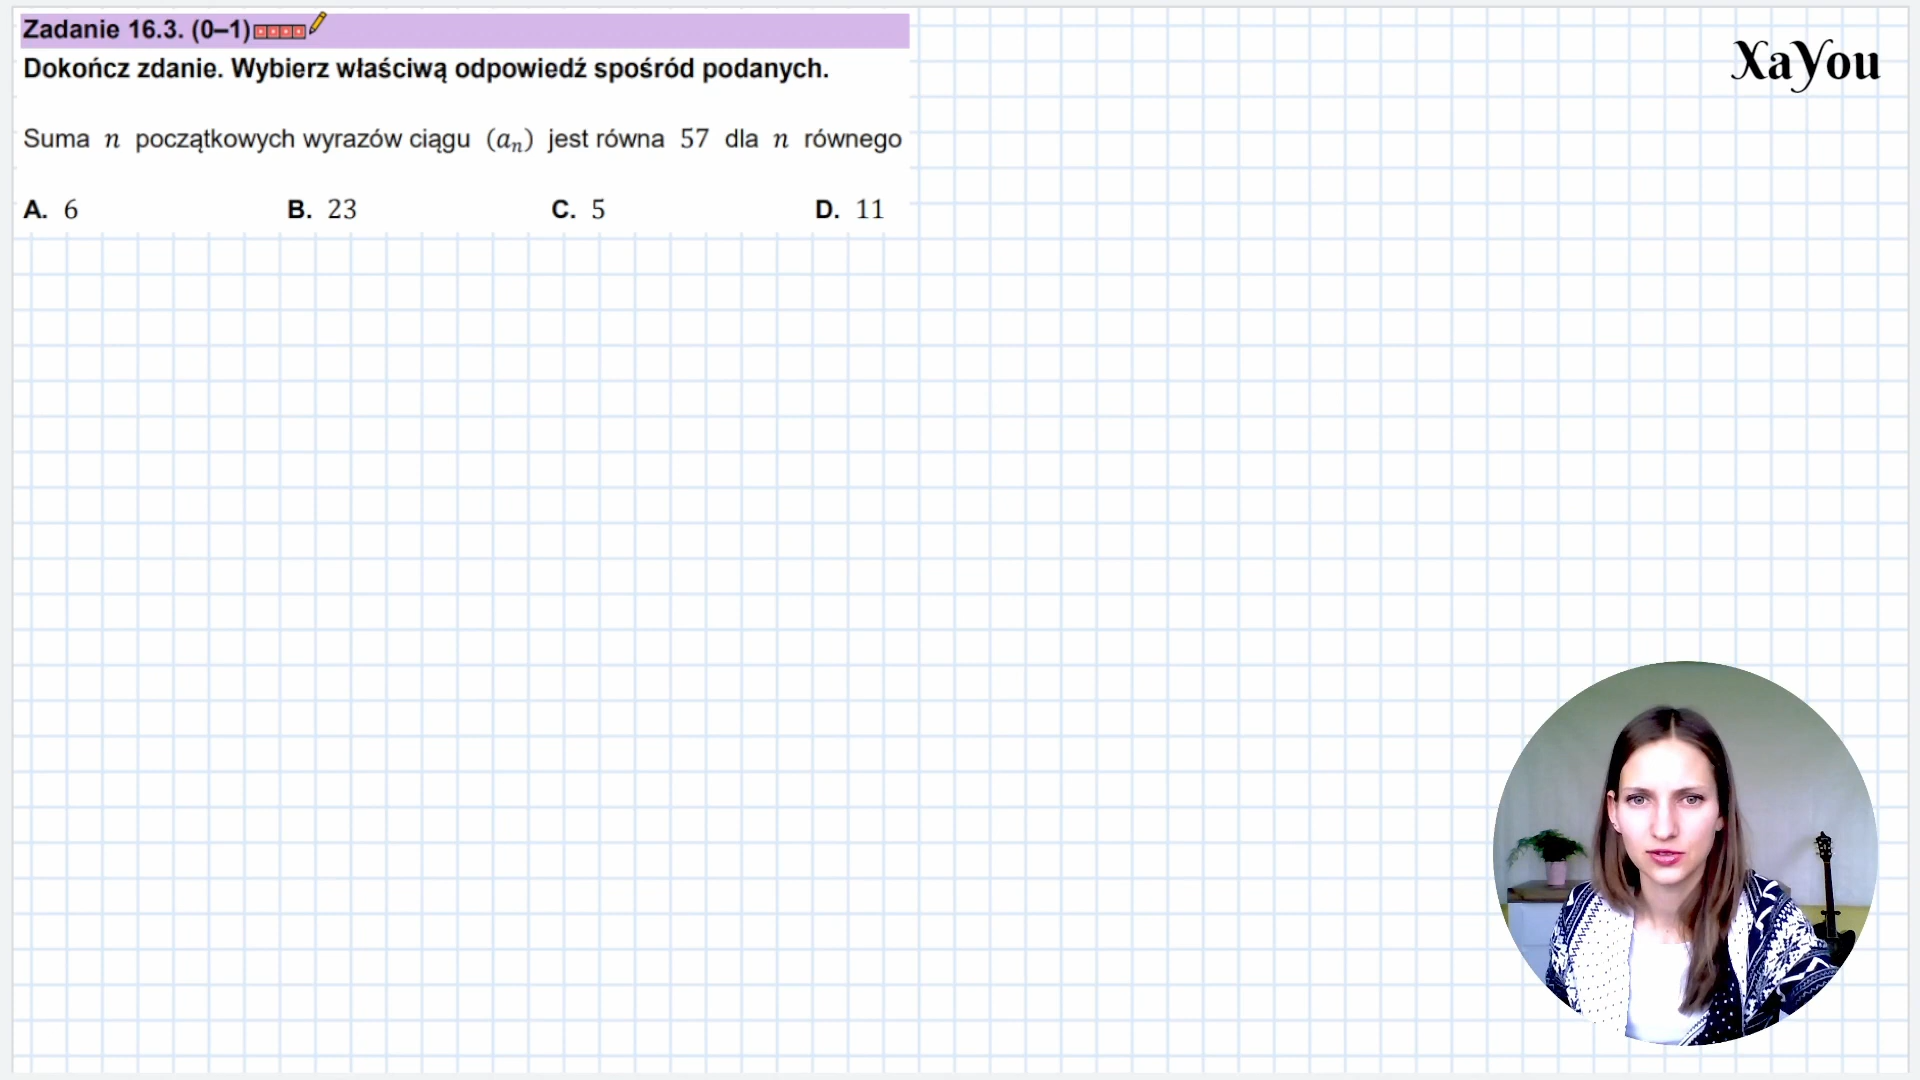 Zadanie 16.3. (0–1)
XaYou
Dokończ zdanie. Wybierz właściwą odpowiedź spośród podanych.
Suma n początkowych wyrazów ciągu (aₙ) jest równa 57 dla n równego
A. 6 B. 23 C. 5 D. 11